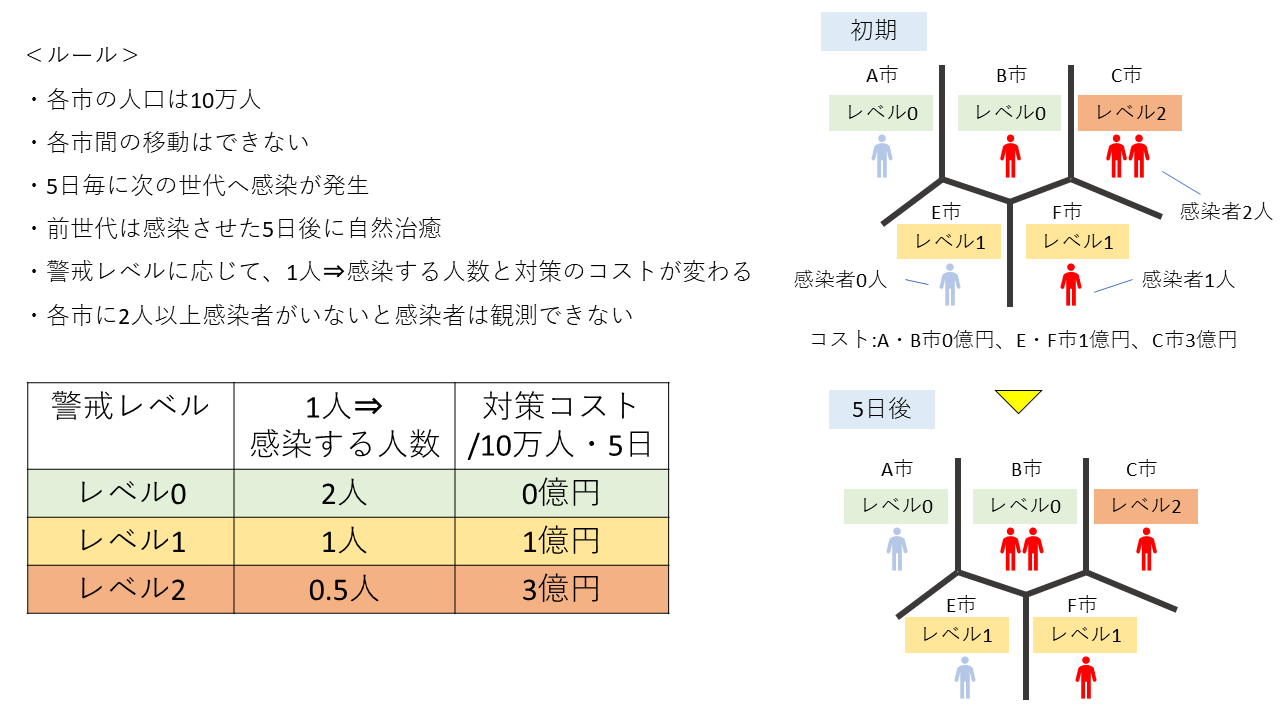 ＜ルール＞
・各市の人口は10万人
・各市間の移動はできない
・5日毎に次の世代へ感染が発生
・前世代は感染させた5日後に自然治癒
・警戒レベルに応じて、1人⇒感染する人数と対策のコストが変わる
・各市に2人以上感染者がいないと感染者は観測できない
警戒レベル
1人⇒
感染する人数
対策コスト
/10万人・5日
レベル0
2人
0億円
レベル1
1人
1億円
レベル2
0.5人
3億円
初期
A市
B市
C市
レベル0
レベル0
レベル2
感染者2人
E市
F市
レベル1
レベル1
感染者0人
感染者1人
コスト:A・B市0億円、E・F市1億円、C市3億円
5日後
A市
B市
C市
レベル0
レベル0
レベル2
E市
F市
レベル1
レベル1